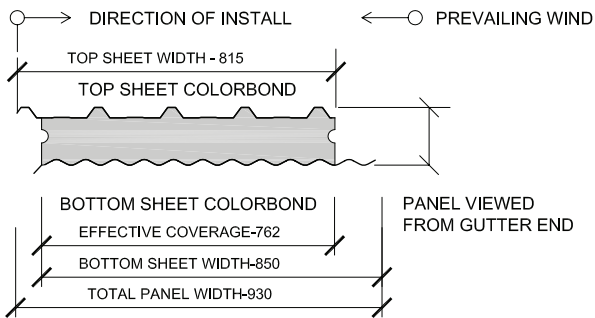 DIRECTION OF INSTALL
PREVAILING WIND
TOP SHEET WIDTH - 815
TOP SHEET COLORBOND
BOTTOM SHEET COLORBOND
PANEL VIEWED
FROM GUTTER END
EFFECTIVE COVERAGE-762
BOTTOM SHEET WIDTH-850
TOTAL PANEL WIDTH-930